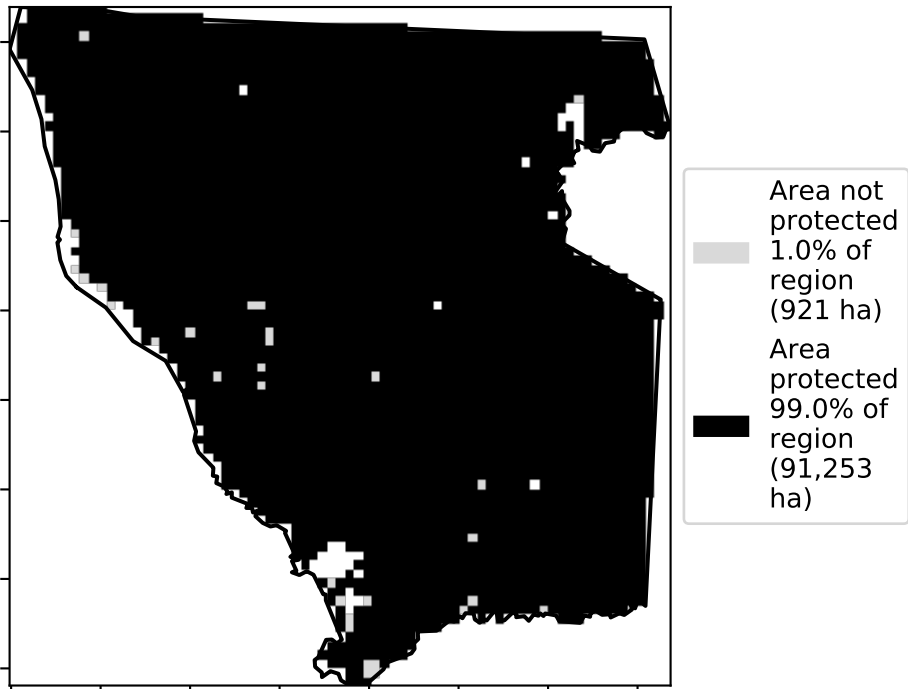 Area not
protected
1.0% of
region
(921 ha)
Area
protected
99.0% of
region
(91,253
ha)